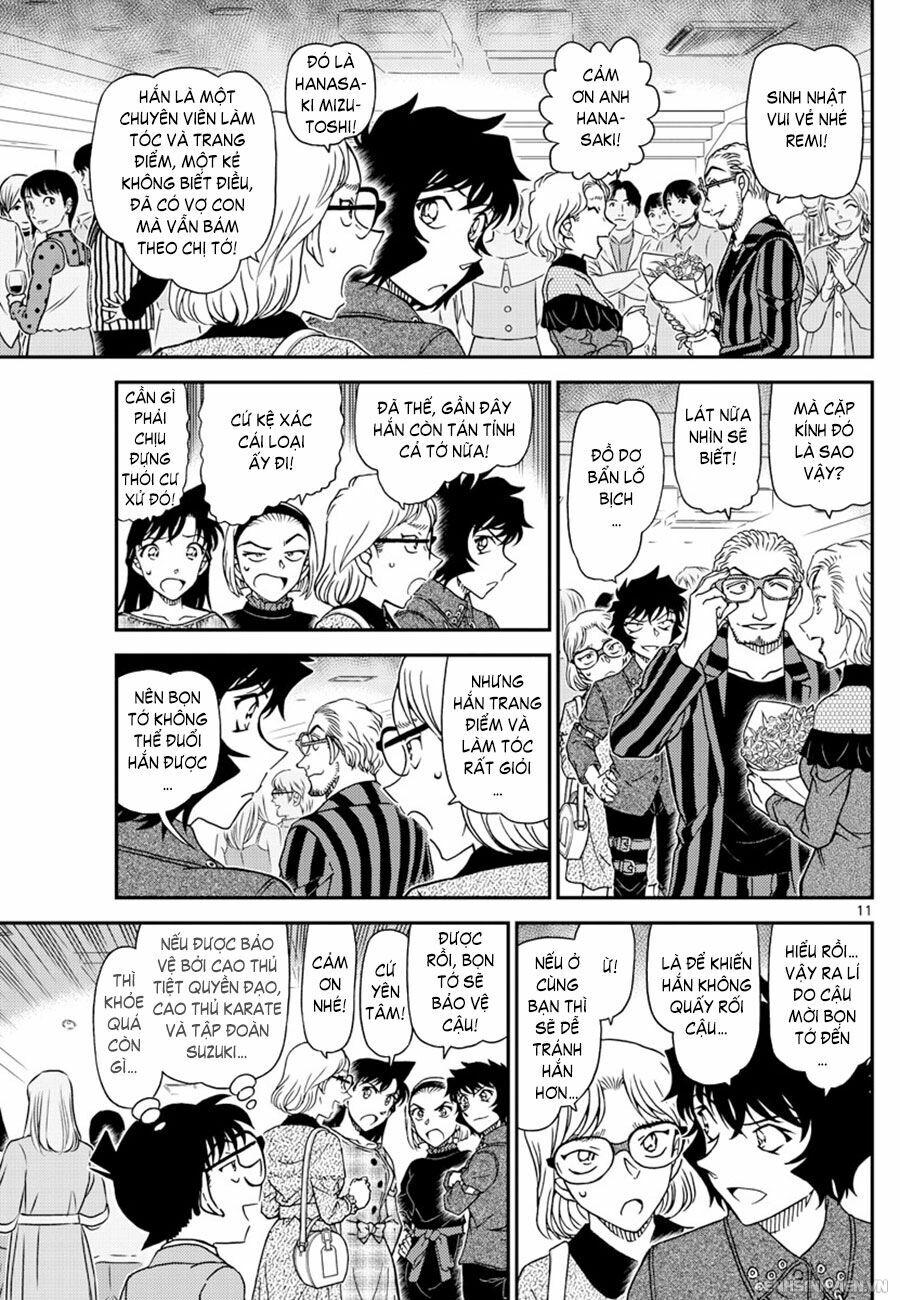 SINH NHẬT
VUI VẺ NHÉ
REMI!
CẢM
ƠN ANH
HANA-
SAKI!
ĐÓ LÀ
HANASA-
KI MIZU-
TOSHI!
HẮN LÀ MỘT
CHUYÊN VIÊN LÀM
TÓC VÀ TRANG
ĐIỂM, MỘT KẺ
KHÔNG BIẾT ĐIỀU,
ĐÃ CÓ VỢ CON
MÀ VẪN BÁM
THEO CHỊ TỚ!
MÀ CẶP
KÍNH ĐÓ
LÀ SAO
VẬY?
LÁT NỮA
NHÌN SẼ
BIẾT!
ĐỒ DƠ
BẨN LỐ
BỊCH
...
ĐÃ THẾ, GẦN ĐÂY
HẮN CÒN TÁN TỈNH
CẢ TỚ NỮA!
CỨ KỆ XÁC
CÁI LOẠI
ẤY ĐI!
CẦN GÌ
PHẢI
CHỊU
ĐỰNG
THÓI CƯ
XỬ ĐÓ!
NHƯNG
HẮN TRANG
ĐIỂM VÀ
LÀM TÓC
RẤT GIỎI
...
NÊN BỌN
TỚ KHÔNG
THỂ ĐUỔI
HẮN ĐƯỢC
...
11
HIỂU RỒI...
VẬY RA LÍ
DO CẬU
MỜI BỌN
TỚ ĐẾN
...
LÀ ĐỂ KHIẾN
HẮN KHÔNG
QUẤY RỐI
CẬU...
Ừ!
NẾU Ở
CÙNG
BẠN THÌ
SẼ DỄ
TRÁNH
HẮN
HƠN...
ĐƯỢC
RỒI, BỌN
TỚ SẼ
BẢO VỆ
CẬU!
CỨ
YÊN
TÂM!
CẢM
ƠN
NHÉ!
NẾU ĐƯỢC BẢO
VỆ BỞI CAO THỦ
TIỆT QUYỀN ĐẠO,
CAO THỦ KARATE
VÀ TẬP ĐOÀN
SUZUKI...
THÌ
KHỎE
QUÁ
CÒN
GÌ...